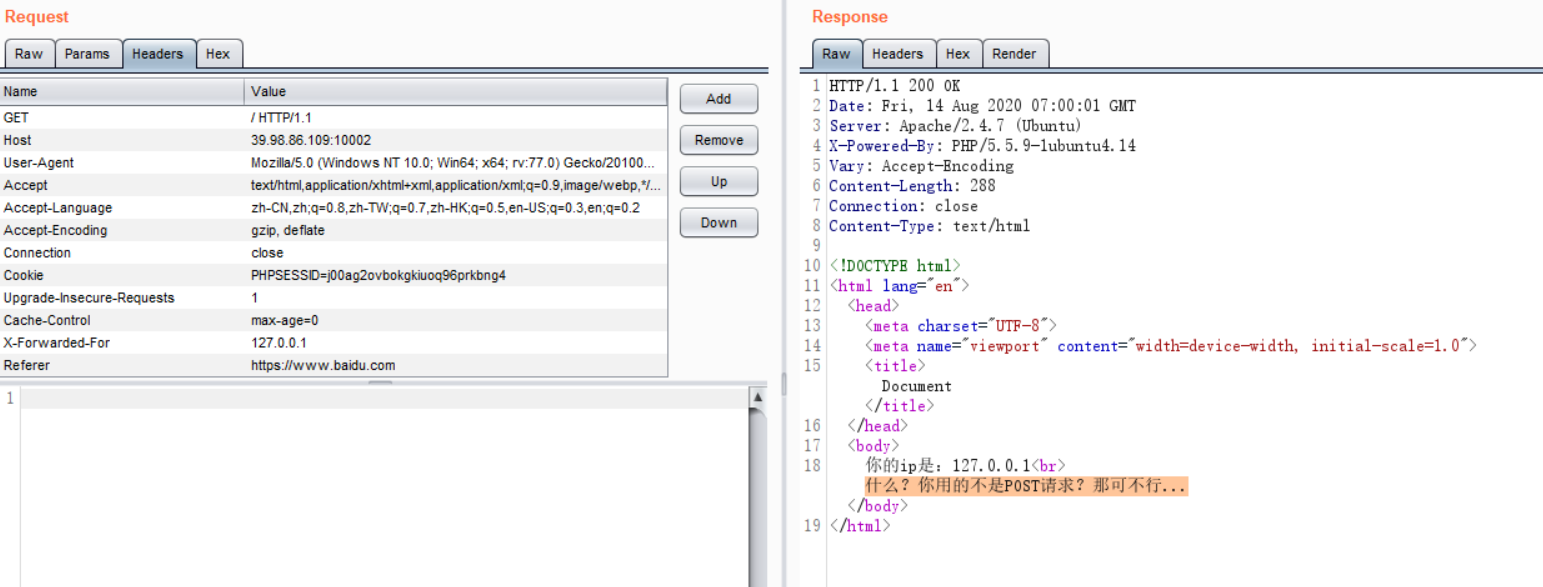 Request
Raw Params Headers Hex
Name Value
GET / HTTP/1.1
Host 39.98.86.109:10002
User-Agent Mozilla/5.0 (Windows NT 10.0; Win64; x64; rv:77.0) Gecko/20100...
Accept text/html,application/xhtml+xml,application/xml;q=0.9,image/webp,*/...
Accept-Language zh-CN,zh;q=0.8,zh-TW;q=0.7,zh-HK;q=0.5,en-US;q=0.3,en;q=0.2
Accept-Encoding gzip, deflate
Connection close
Cookie PHPSESSID=j00ag2ovbokgkiuoq96prkbng4
Upgrade-Insecure-Requests 1
Cache-Control max-age=0
X-Forwarded-For 127.0.0.1
Referer https://www.baidu.com
Add
Remove
Up
Down
1
Response
Raw Headers Hex Render
1 HTTP/1.1 200 OK
2 Date: Fri, 14 Aug 2020 07:00:01 GMT
3 Server: Apache/2.4.7 (Ubuntu)
4 X-Powered-By: PHP/5.5.9-1ubuntu4.14
5 Vary: Accept-Encoding
6 Content-Length: 288
7 Connection: close
8 Content-Type: text/html
9
10 <!DOCTYPE html>
11 <html lang="en">
12 <head>
13 <meta charset="UTF-8">
14 <meta name="viewport" content="width=device-width, initial-scale=1.0">
15 <title>
Document
</title>
16 </head>
17 <body>
18 你的ip是：127.0.0.1<br>
什么？你用的不是POST请求？那可不行...
</body>
19 </html>